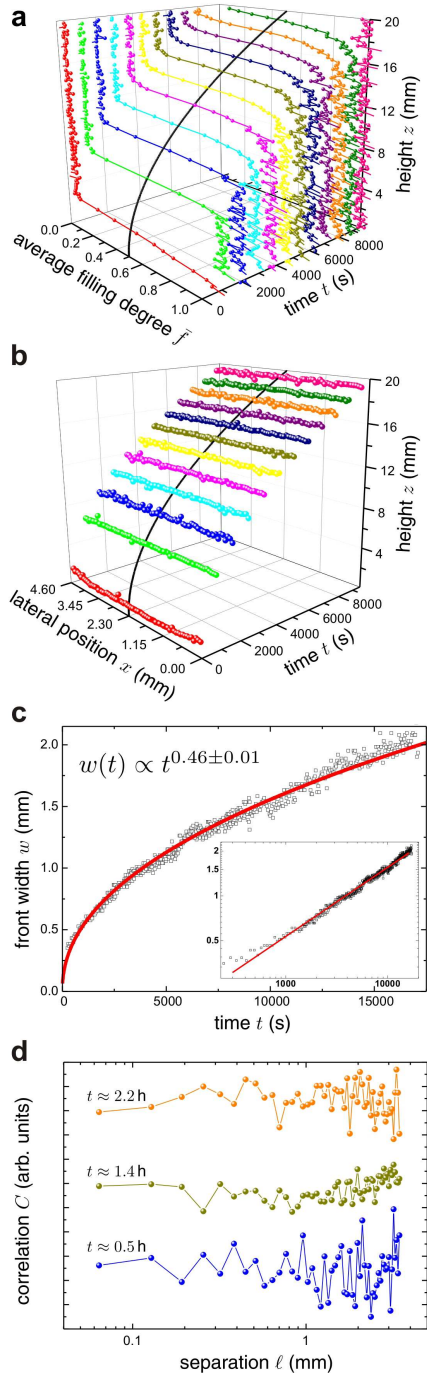 a
20
16
12
8
4
height z (mm)
0.0
0.2
0.4
0.6
0.8
1.0
average filling degree f̄
0
2000
4000
6000
8000
time t (s)
b
20
16
12
8
4
height z (mm)
4.60
3.45
2.30
1.15
0.00
lateral position x (mm)
0
2000
4000
6000
8000
time t (s)
c
w(t) ∝ t^0.46±0.01
2.0
1.5
1.0
0.5
0.0
front width w (mm)
2
1
0.5
1000
10000
0
5000
10000
15000
time t (s)
d
t ≈ 2.2 h
t ≈ 1.4 h
t ≈ 0.5 h
correlation C (arb. units)
0.1
1
separation ℓ (mm)